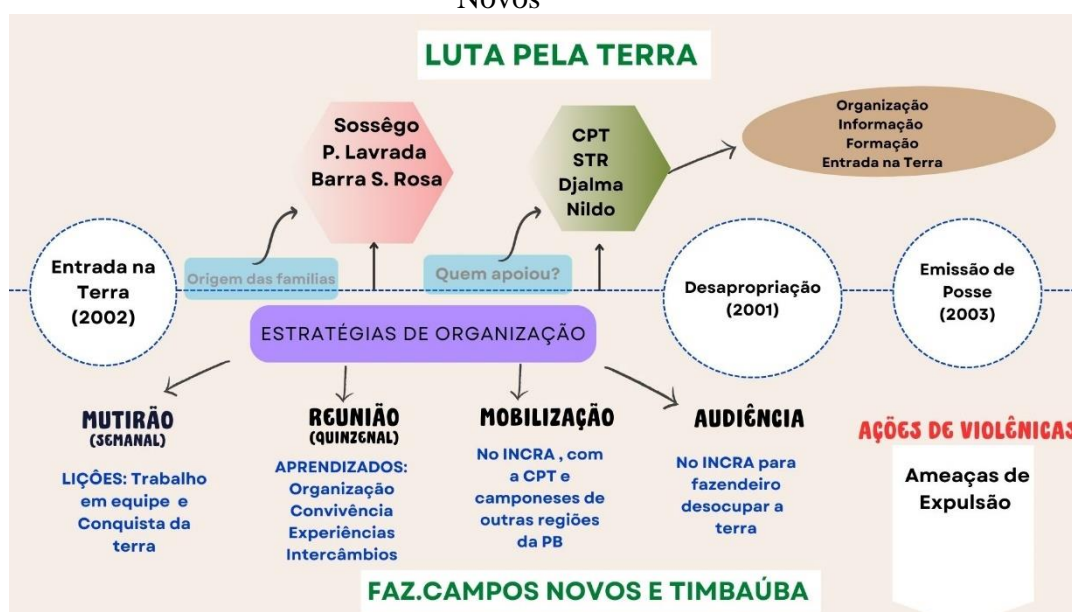 Novos
LUTA PELA TERRA
Sossêgo
P. Lavrada
Barra S. Rosa
CPT
STR
Djalma
Nildo
Organização
Informação
Formação
Entrada na Terra
Entrada na
Terra
(2002)
Origem das famílias
Quem apoiou?
Desapropriação
(2001)
Emissão de
Posse
(2003)
ESTRATÉGIAS DE ORGANIZAÇÃO
MUTIRÃO
(SEMANAL)
LIÇÔES: Trabalho
em equipe e
Conquista da
terra
REUNIÃO
(QUINZENAL)
APRENDIZADOS:
Organização
Convivência
Experiências
Intercâmbios
MOBILIZAÇÃO
No INCRA , com
a CPT e
camponeses de
outras regiões
da PB
AUDIÊNCIA
No INCRA para
fazendeiro
desocupar a
terra
AÇÕES DE VIOLÊNICAS
Ameaças de
Expulsão
FAZ.CAMPOS NOVOS E TIMBAÚBA